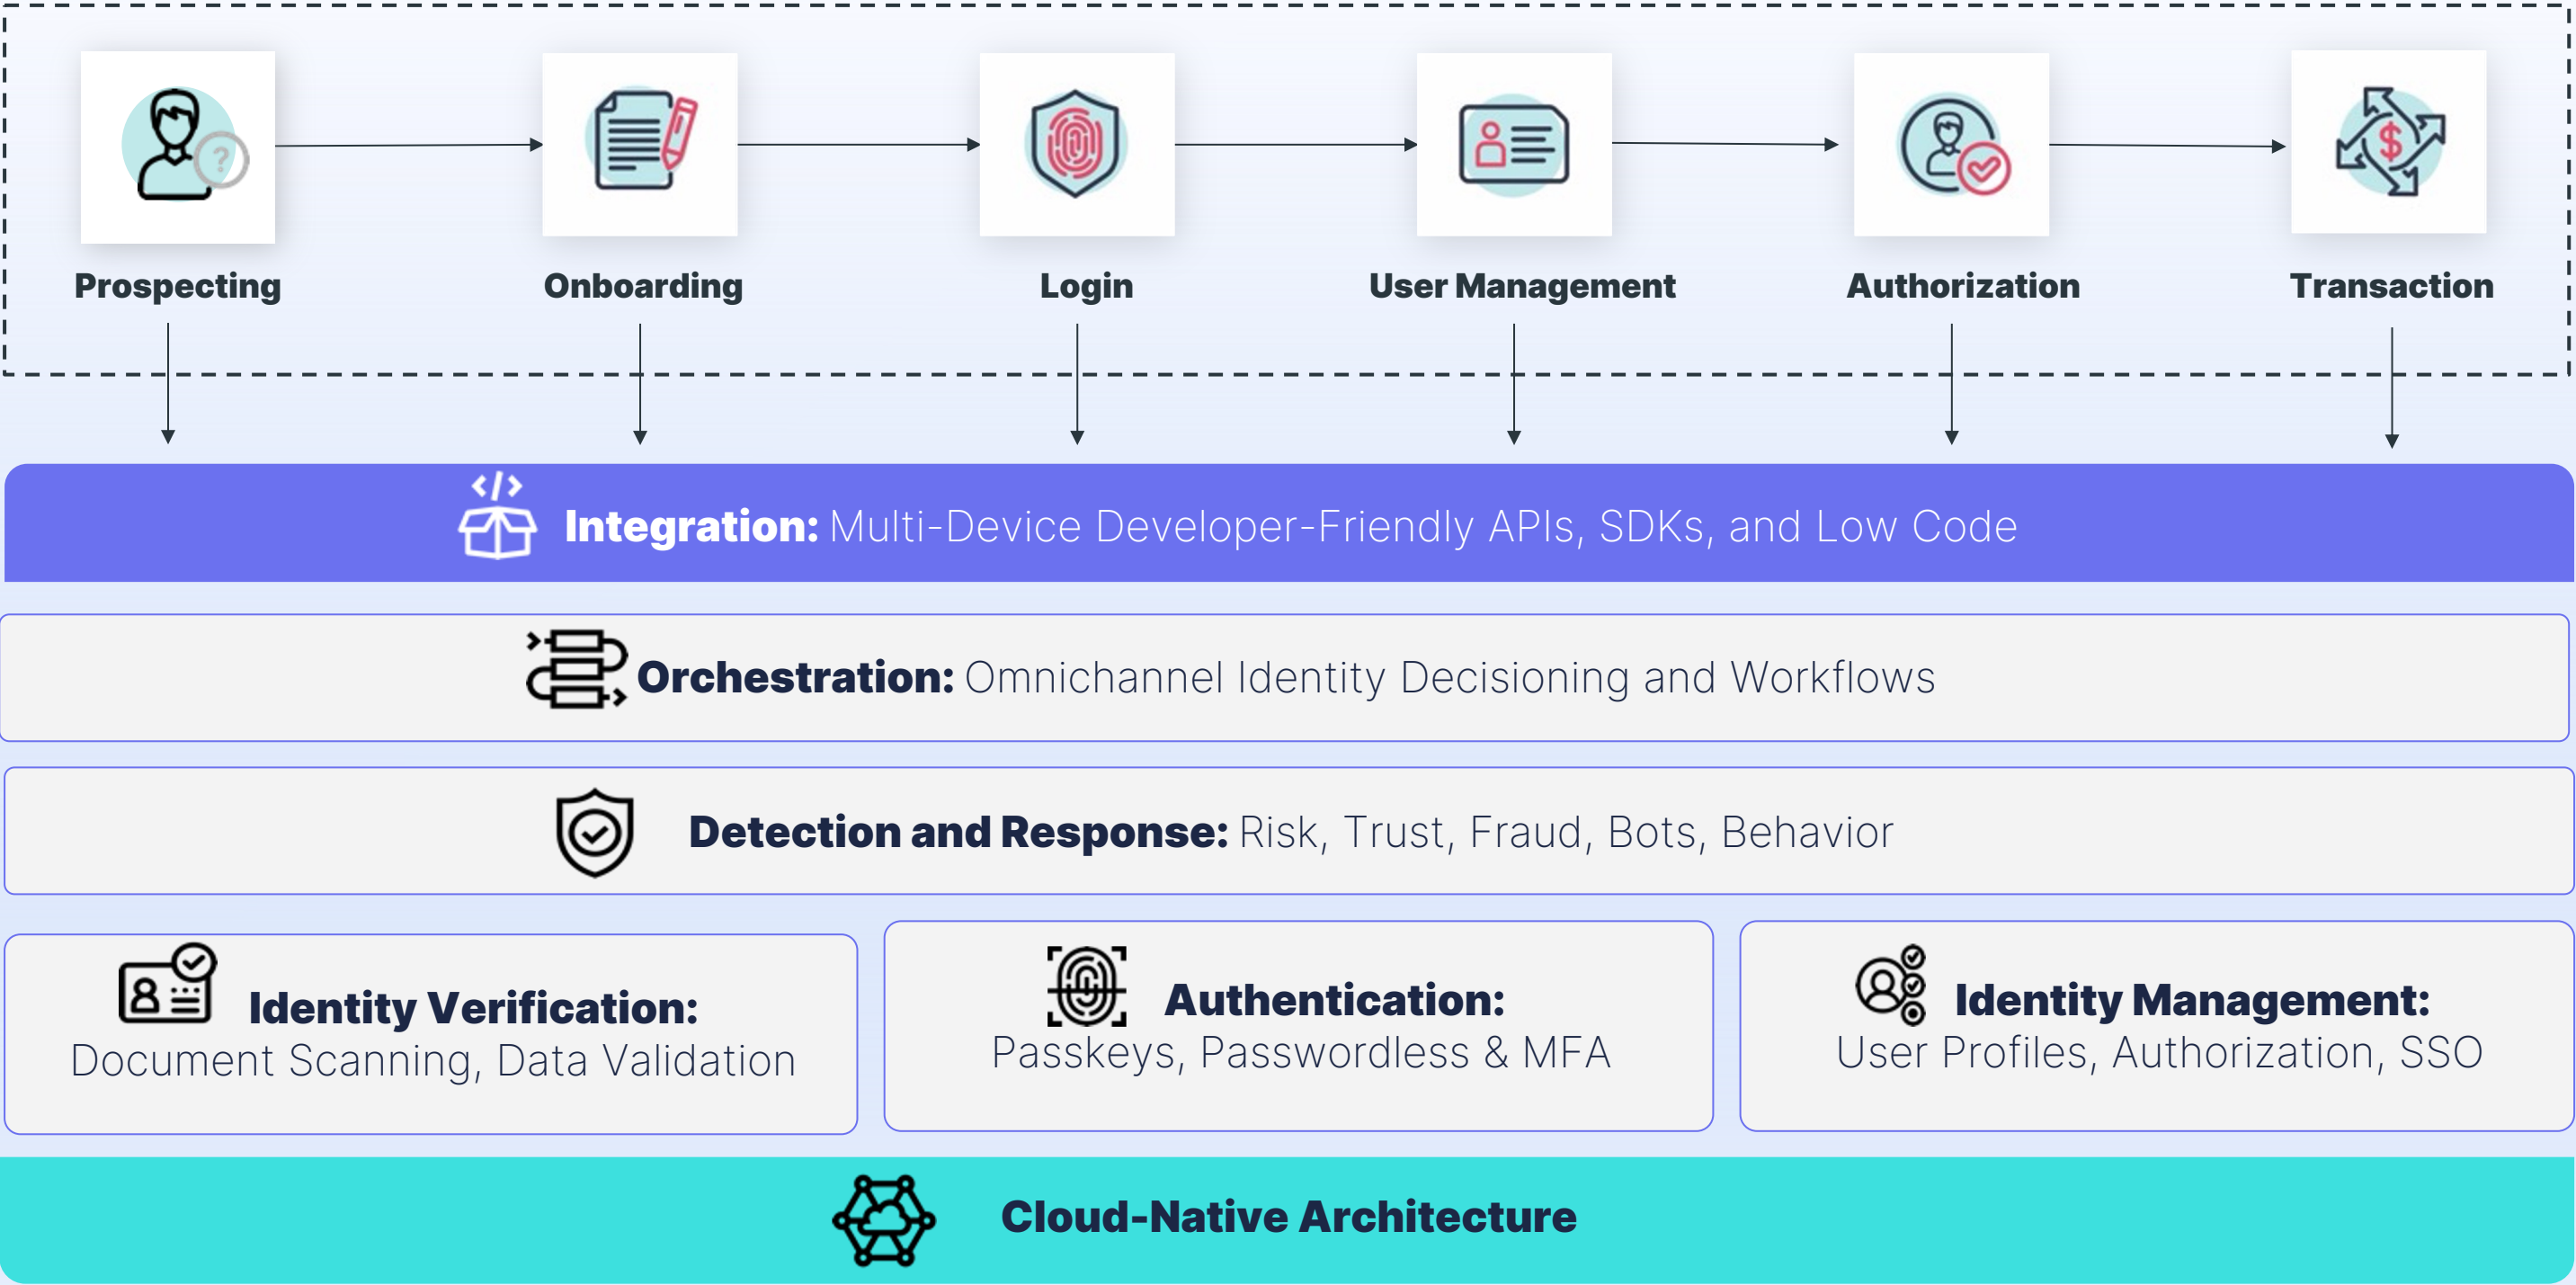 ?
$
Prospecting
Onboarding
Login
User Management
Authorization
Transaction
</> Integration: Multi-Device Developer-Friendly APIs, SDKs, and Low Code
Orchestration: Omnichannel Identity Decisioning and Workflows
Detection and Response: Risk, Trust, Fraud, Bots, Behavior
Identity Verification:
Document Scanning, Data Validation
Authentication:
Passkeys, Passwordless & MFA
Identity Management:
User Profiles, Authorization, SSO
Cloud-Native Architecture